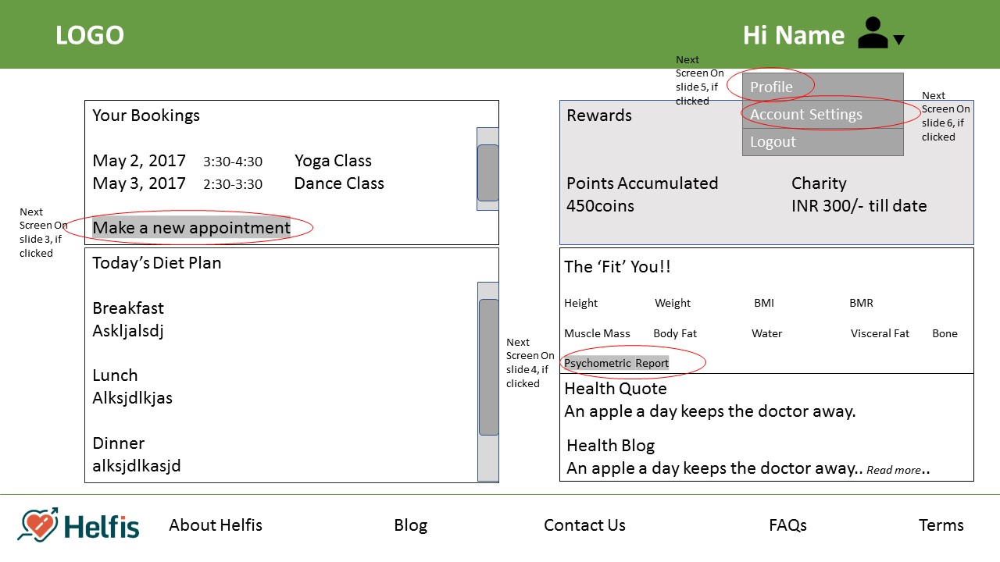 LOGO
Hi Name
Next
Screen On
slide 5, if
clicked
Profile
Account Settings
Logout
Next
Screen On
slide 6, if
clicked
Your Bookings
May 2, 2017 3:30-4:30 Yoga Class
May 3, 2017 2:30-3:30 Dance Class
Make a new appointment
Next
Screen On
slide 3, if
clicked
Rewards
Points Accumulated Charity
450coins INR 300/- till date
Today’s Diet Plan
Breakfast
Askljalsdj
Lunch
Alksjdlkjas
Dinner
alksjdlkasjd
Next
Screen On
slide 4, if
clicked
The ‘Fit’ You!!
Height Weight BMI BMR
Muscle Mass Body Fat Water Visceral Fat Bone
Psychometric Report
Health Quote
An apple a day keeps the doctor away.
Health Blog
An apple a day keeps the doctor away.. Read more..
Helfis About Helfis Blog Contact Us FAQs Terms